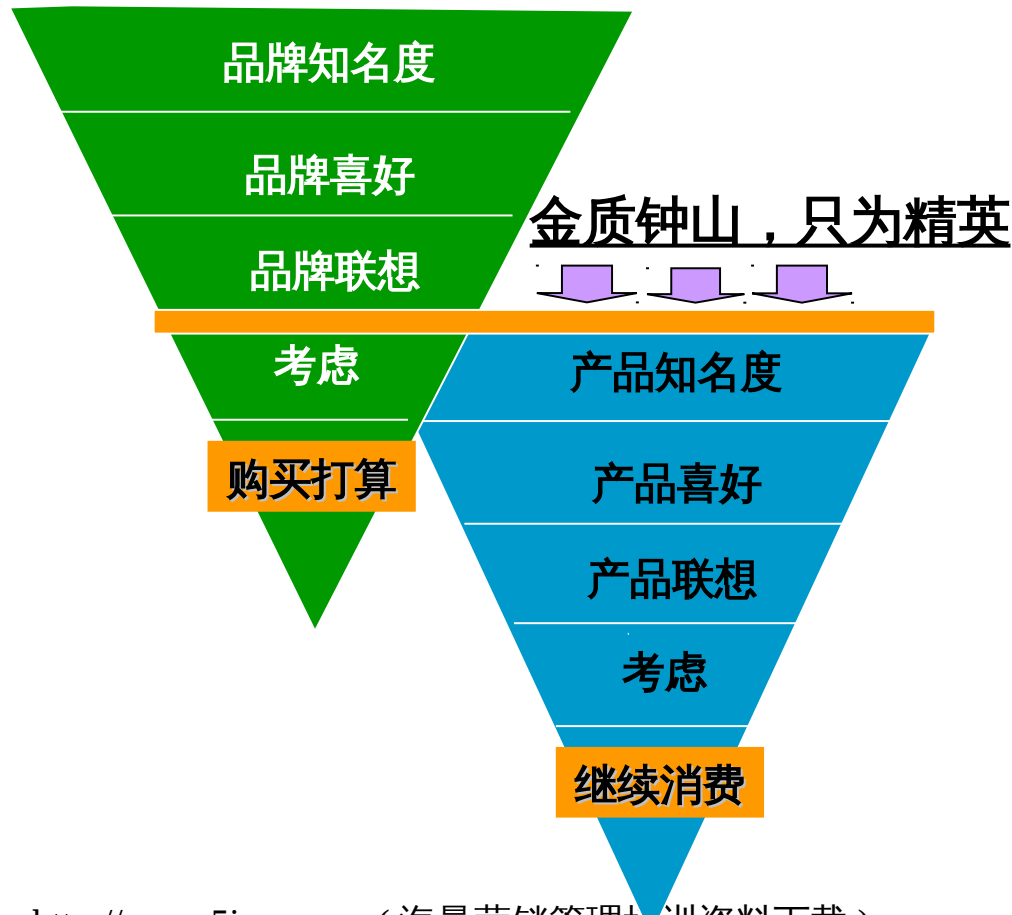 品牌知名度
品牌喜好
金质钟山，只为精英
品牌联想
考虑
产品知名度
购买打算
产品喜好
产品联想
考虑
继续消费